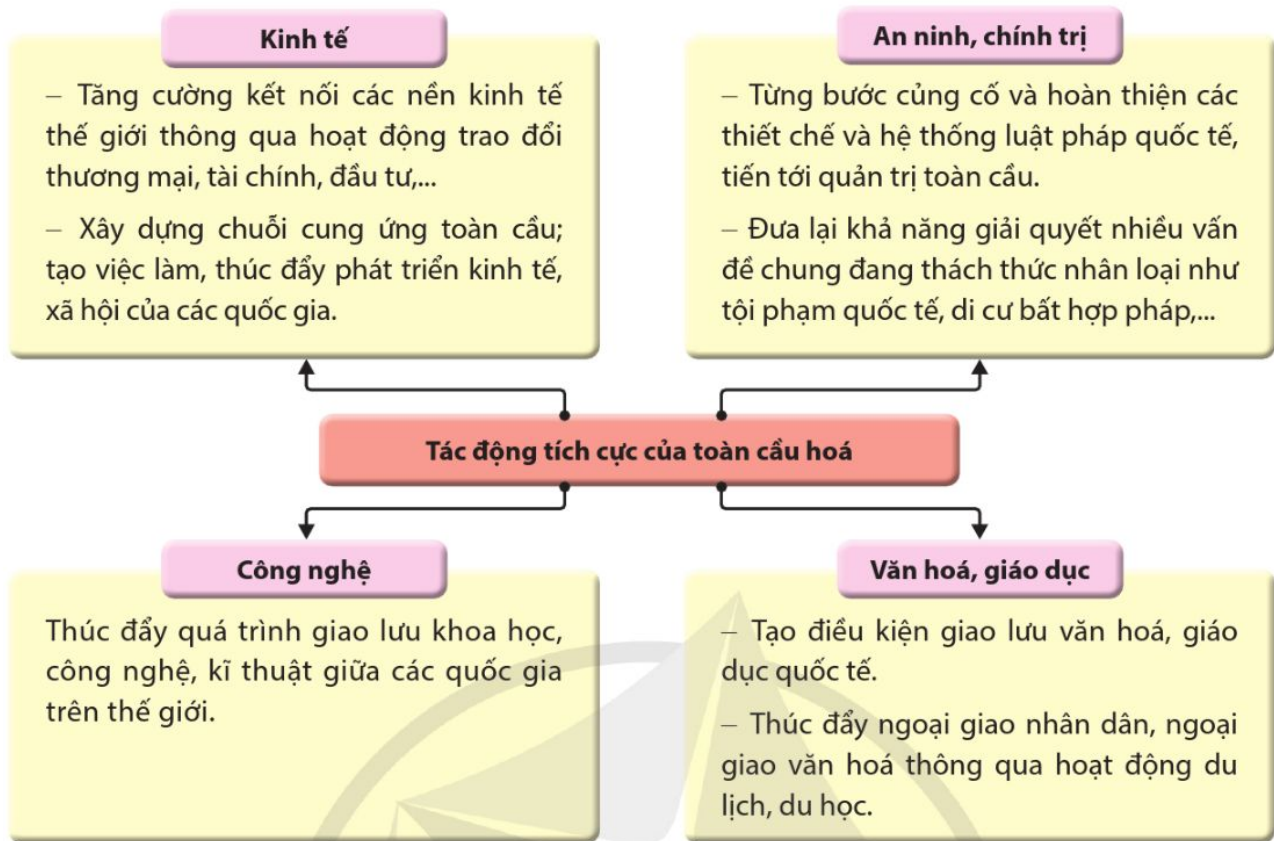 Kinh tế
– Tăng cường kết nối các nền kinh tế
thế giới thông qua hoạt động trao đổi
thương mại, tài chính, đầu tư,...
– Xây dựng chuỗi cung ứng toàn cầu;
tạo việc làm, thúc đẩy phát triển kinh tế,
xã hội của các quốc gia.
An ninh, chính trị
– Từng bước củng cố và hoàn thiện các
thiết chế và hệ thống luật pháp quốc tế,
tiến tới quản trị toàn cầu.
– Đưa lại khả năng giải quyết nhiều vấn
đề chung đang thách thức nhân loại như
tội phạm quốc tế, di cư bất hợp pháp,...
Tác động tích cực của toàn cầu hoá
Công nghệ
Thúc đẩy quá trình giao lưu khoa học,
công nghệ, kĩ thuật giữa các quốc gia
trên thế giới.
Văn hoá, giáo dục
– Tạo điều kiện giao lưu văn hoá, giáo
dục quốc tế.
– Thúc đẩy ngoại giao nhân dân, ngoại
giao văn hoá thông qua hoạt động du
lịch, du học.